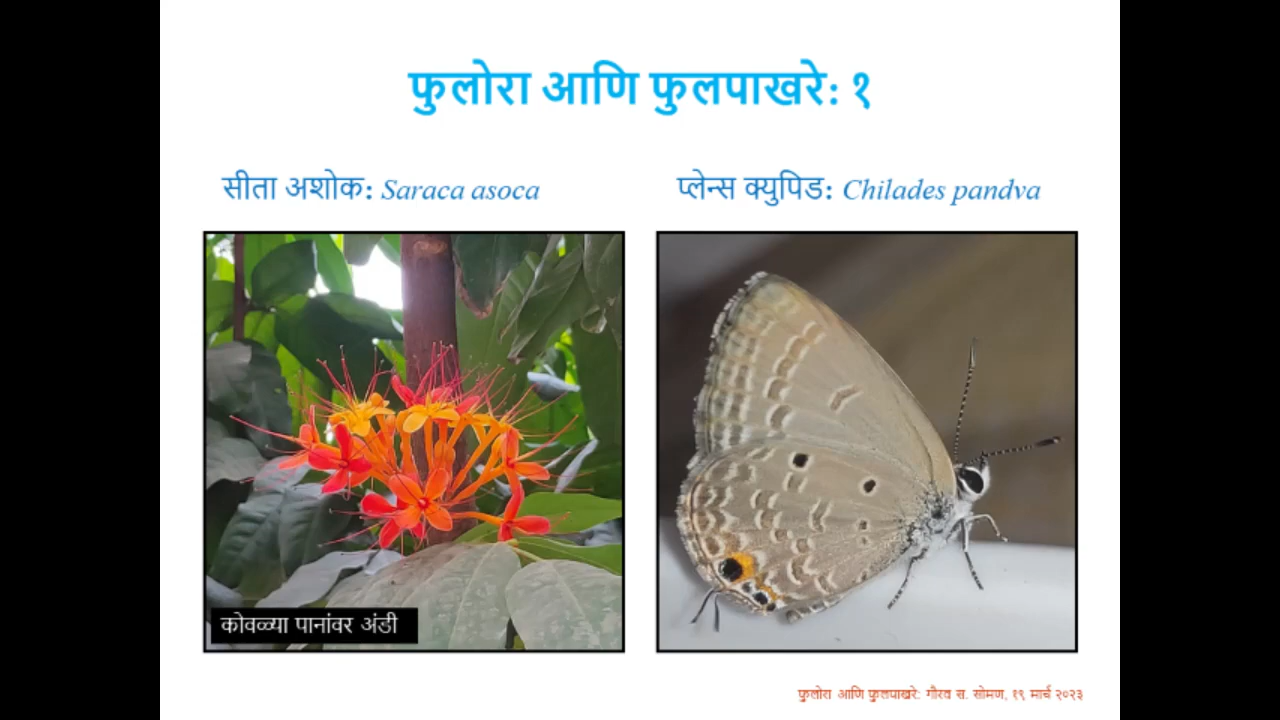 फुलोरा आणि फुलपाखरे: १
सीता अशोक: Saraca asoca
प्लेन्स क्युपिड: Chilades pandva
कोवळ्या पानांवर अंडी
फुलोरा आणि फुलपाखरे: गौरव स. सोमण, १९ मार्च २०२३